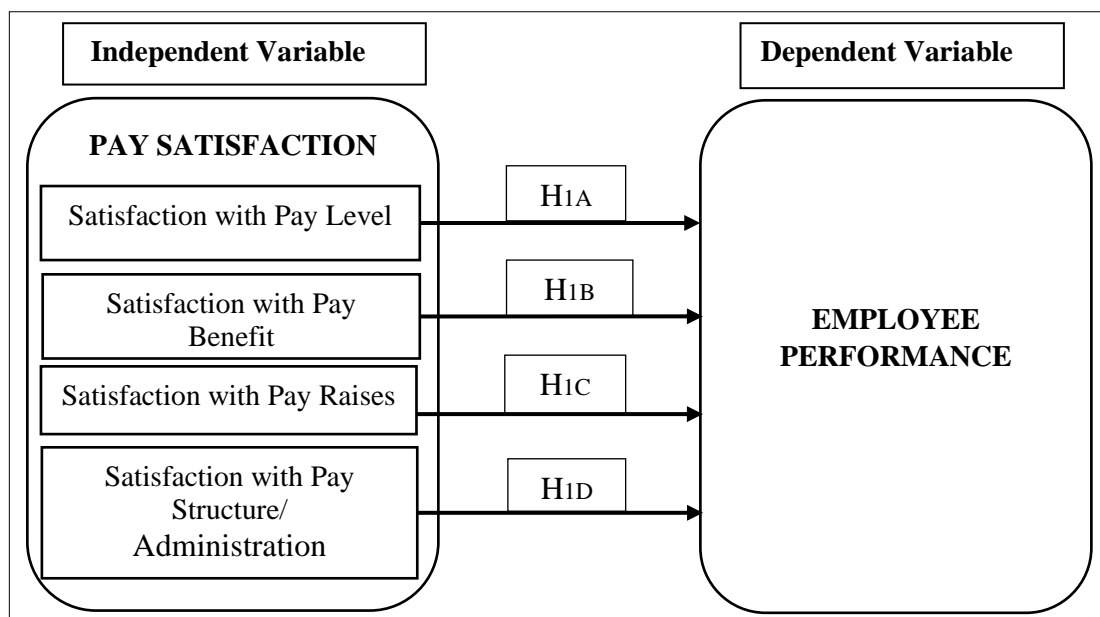 Independent Variable
Dependent Variable
PAY SATISFACTION
Satisfaction with Pay Level
H1A
Satisfaction with Pay
Benefit
H1B
Satisfaction with Pay Raises
H1C
Satisfaction with Pay
Structure/
Administration
H1D
EMPLOYEE
PERFORMANCE